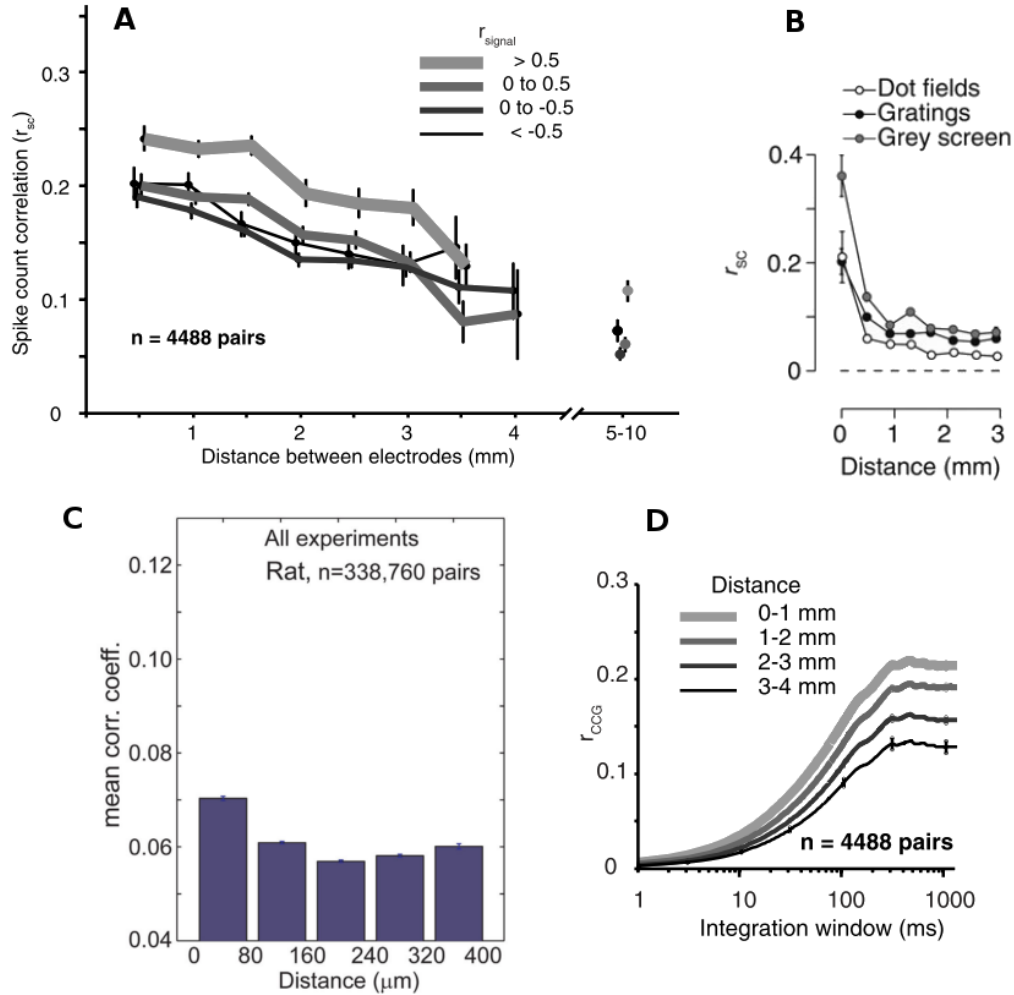 A
r signal
> 0.5
0 to 0.5
0 to -0.5
< -0.5
Spike count correlation (rsc)
0.3
0.2
0.1
0
n = 4488 pairs
1 2 3 4 5-10
Distance between electrodes (mm)
B
Dot fields
Gratings
Grey screen
rsc
0.4
0.2
0
0 1 2 3
Distance (mm)
C
All experiments
Rat, n=338,760 pairs
mean corr. coeff.
0.12
0.10
0.08
0.06
0.04
0 80 160 240 320 400
Distance (μm)
D
Distance
0-1 mm
1-2 mm
2-3 mm
3-4 mm
rCCG
0.3
0.2
0.1
0
n = 4488 pairs
1 10 100 1000
Integration window (ms)